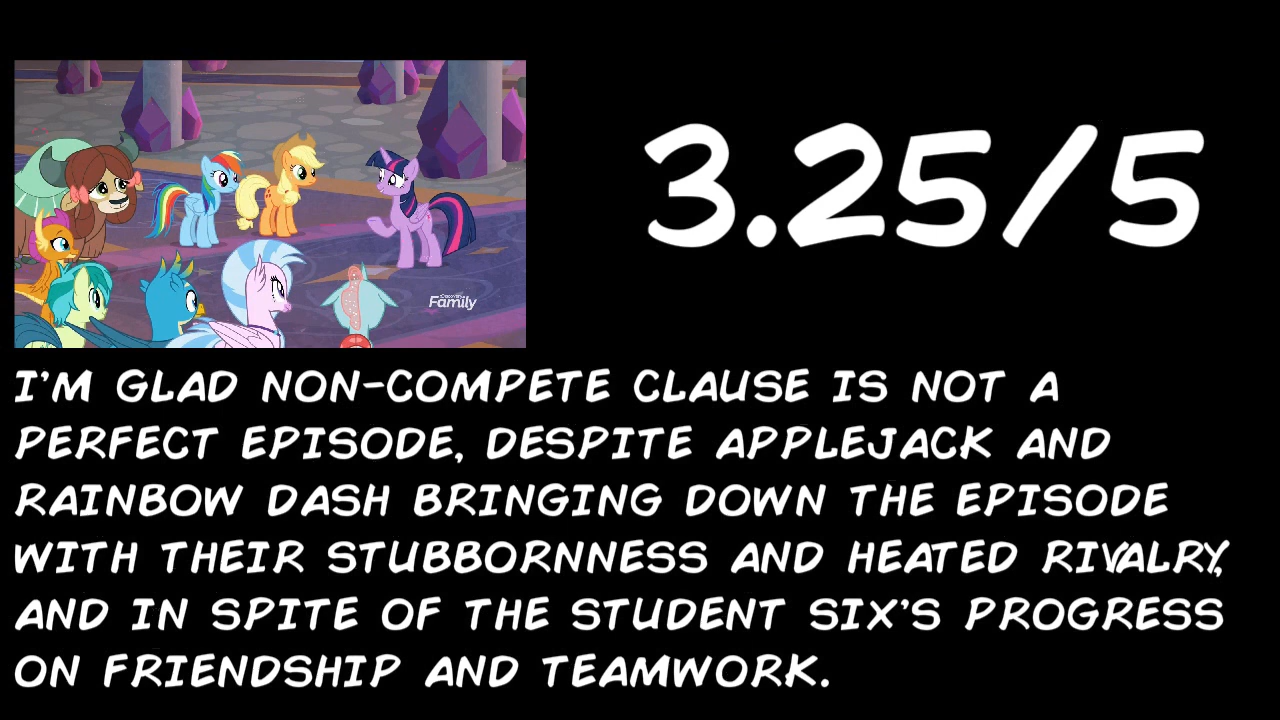 3.25/5
Discovery
Family
I'M GLAD NON-COMPETE CLAUSE IS NOT A
PERFECT EPISODE, DESPITE APPLEJACK AND
RAINBOW DASH BRINGING DOWN THE EPISODE
WITH THEIR STUBBORNNESS AND HEATED RIVALRY,
AND IN SPITE OF THE STUDENT SIX'S PROGRESS
ON FRIENDSHIP AND TEAMWORK.